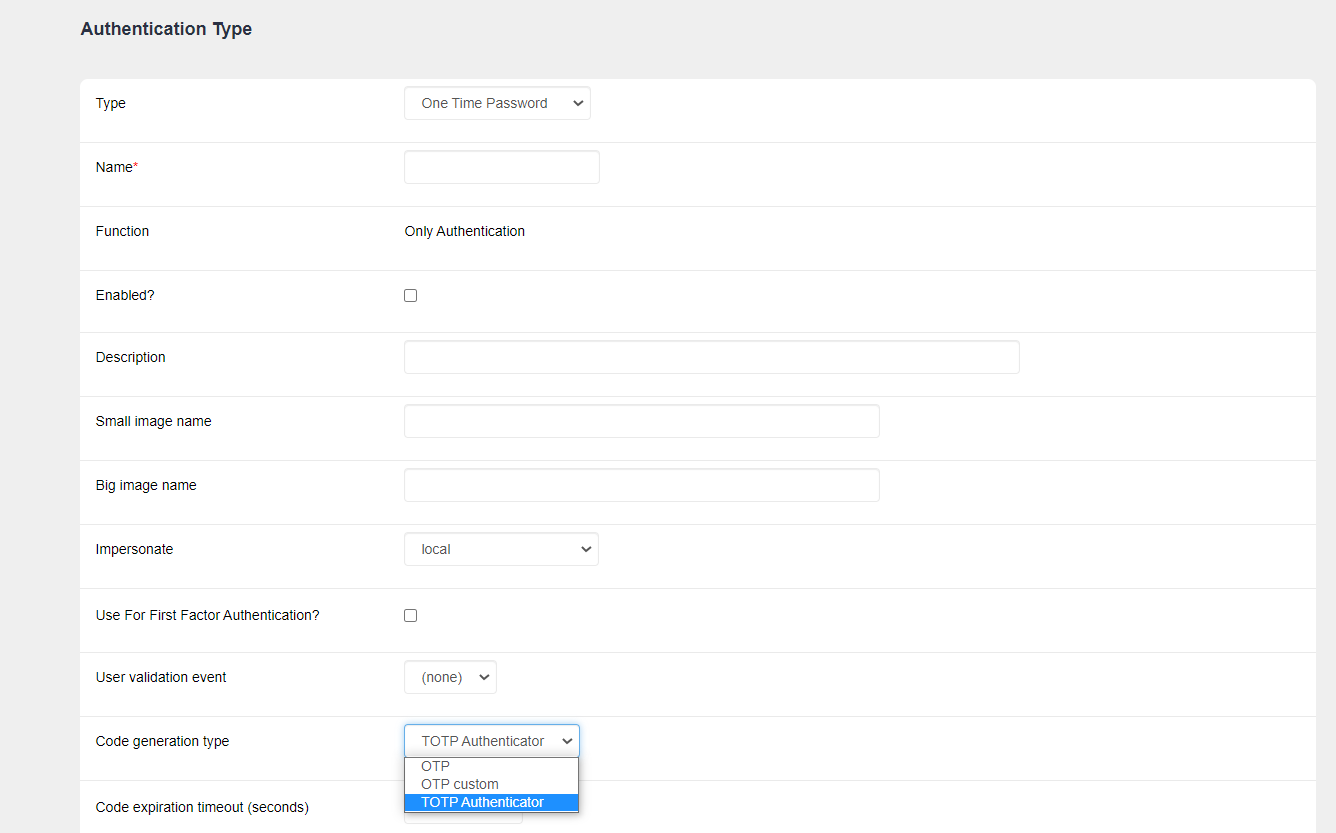 Authentication Type
Type One Time Password
Name*
Function Only Authentication
Enabled?
Description
Small image name
Big image name
Impersonate local
Use For First Factor Authentication?
User validation event (none)
Code generation type TOTP Authenticator
OTP
OTP custom
TOTP Authenticator
Code expiration timeout (seconds)